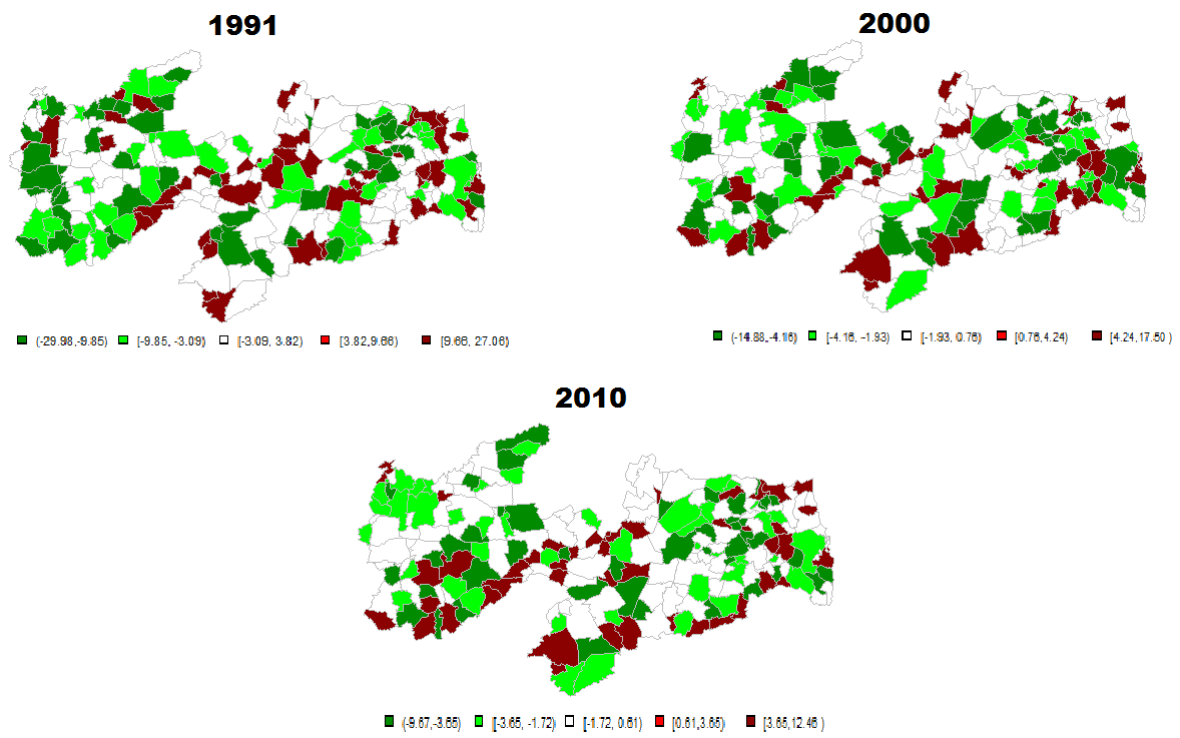 1991
2000
(-29.98,-9.85) [-9.85, -3.09) [-3.09, 3.82) [3.82,9.66) [9.66, 27.06)
(-14.88,-4.16) [-4.16, -1.93) [-1.93, 0.76) [0.76,4.24) [4.24,17.50 )
2010
(-9.67,-3.65) [-3.65, -1.72) [-1.72, 0.61) [0.61,3.65) [3.65,12.46 )